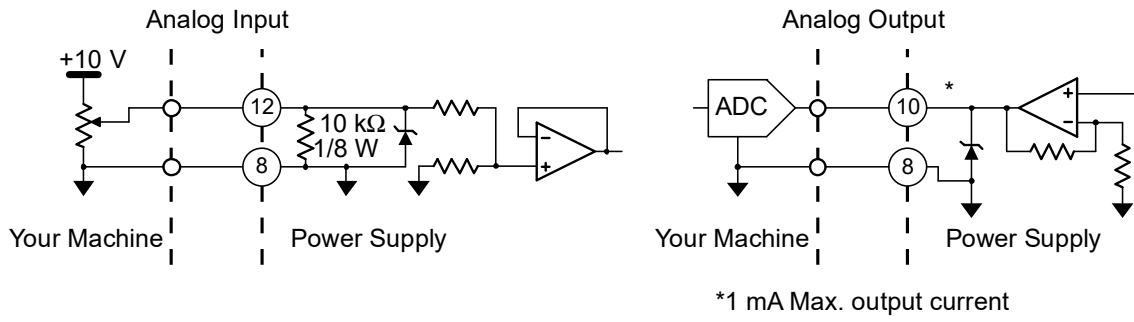 Analog Input
+10 V
12
10 kΩ
1/8 W
8
-
+
Your Machine
Power Supply
Analog Output
ADC
10
*
+
-
8
Your Machine
Power Supply
*1 mA Max. output current